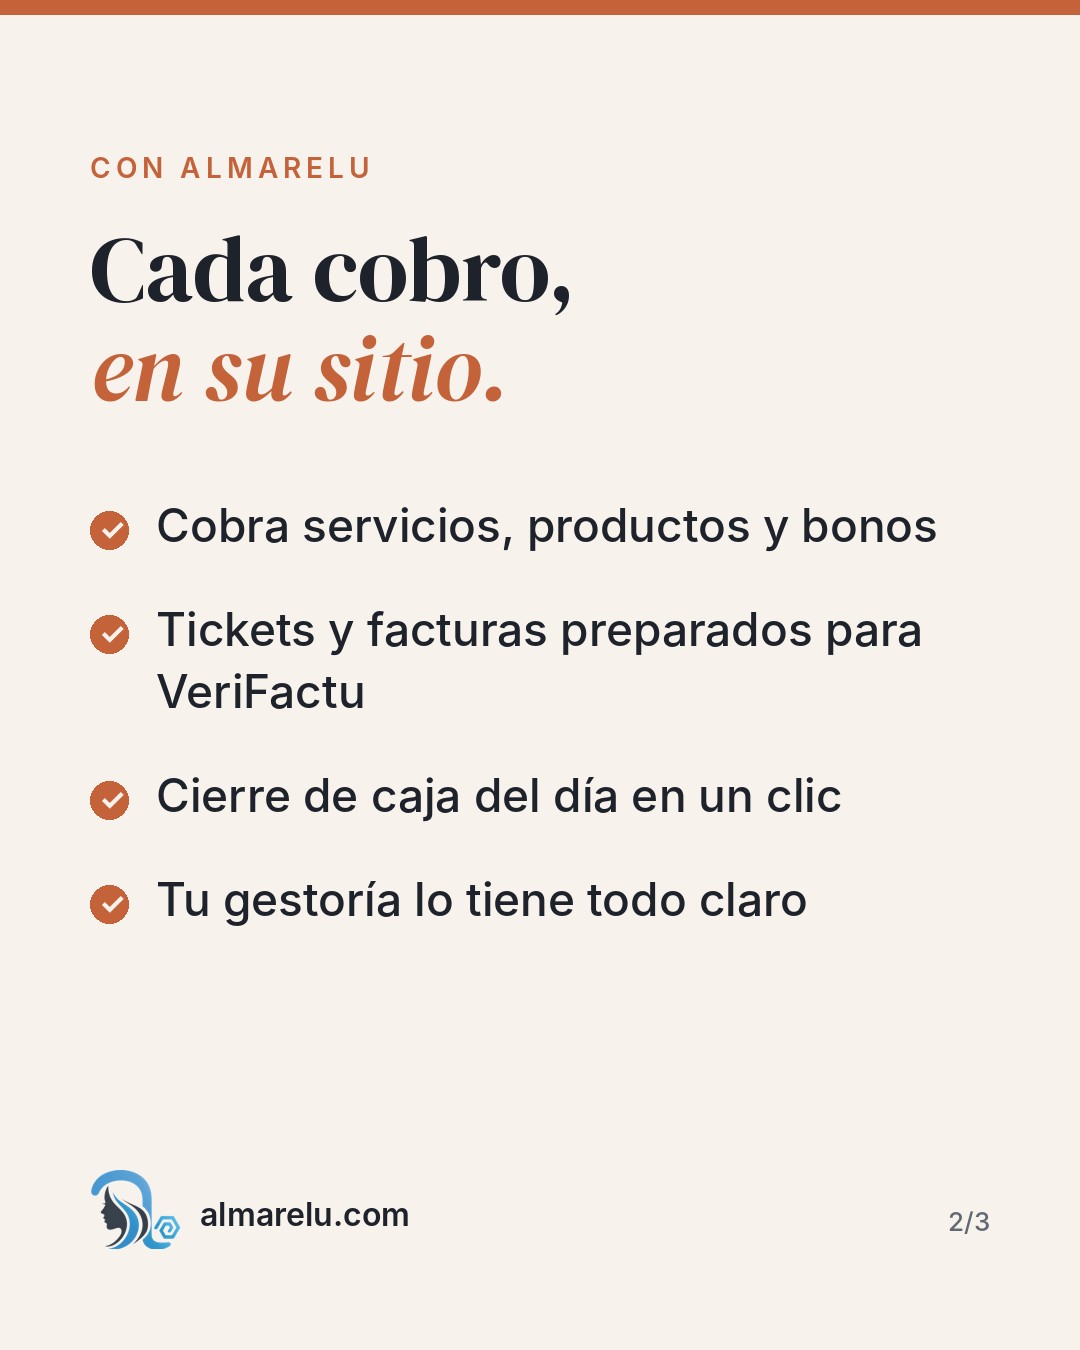 CON ALMARELU
Cada cobro,
en su sitio.
Cobra servicios, productos y bonos
Tickets y facturas preparados para
VeriFactu
Cierre de caja del día en un clic
Tu gestoría lo tiene todo claro
almarelu.com
2/3